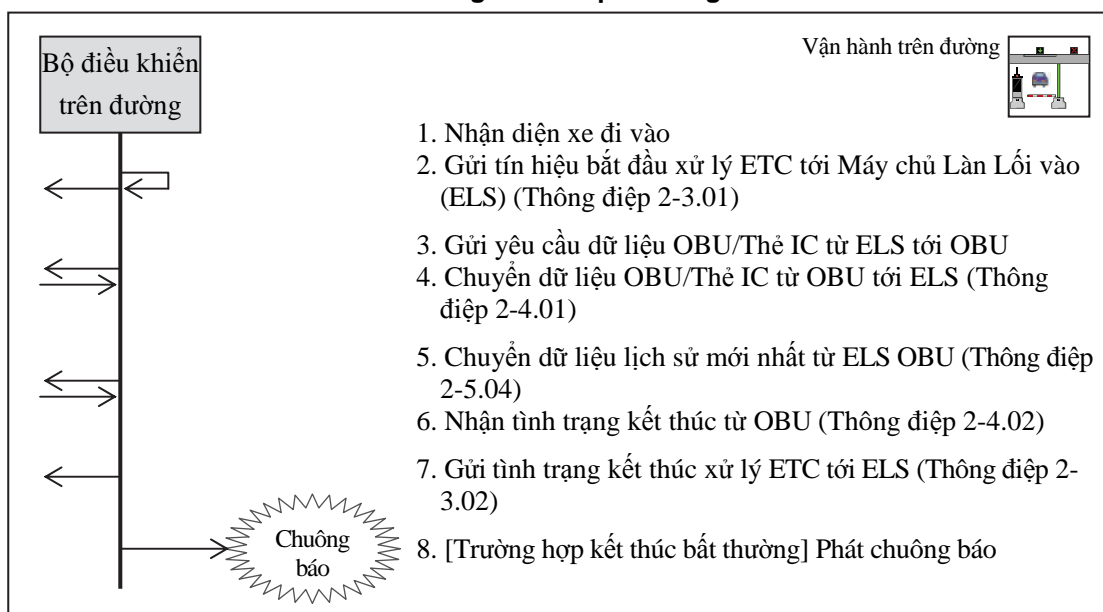 Bộ điều khiển
trên đường
Vận hành trên đường
1. Nhận diện xe đi vào
2. Gửi tín hiệu bắt đầu xử lý ETC tới Máy chủ Làn Lối vào
(ELS) (Thông điệp 2-3.01)
3. Gửi yêu cầu dữ liệu OBU/Thẻ IC từ ELS tới OBU
4. Chuyển dữ liệu OBU/Thẻ IC từ OBU tới ELS (Thông
điệp 2-4.01)
5. Chuyển dữ liệu lịch sử mới nhất từ ELS OBU (Thông điệp
2-5.04)
6. Nhận tình trạng kết thúc từ OBU (Thông điệp 2-4.02)
7. Gửi tình trạng kết thúc xử lý ETC tới ELS (Thông điệp 2-
3.02)
Chuông
báo
8. [Trường hợp kết thúc bất thường] Phát chuông báo